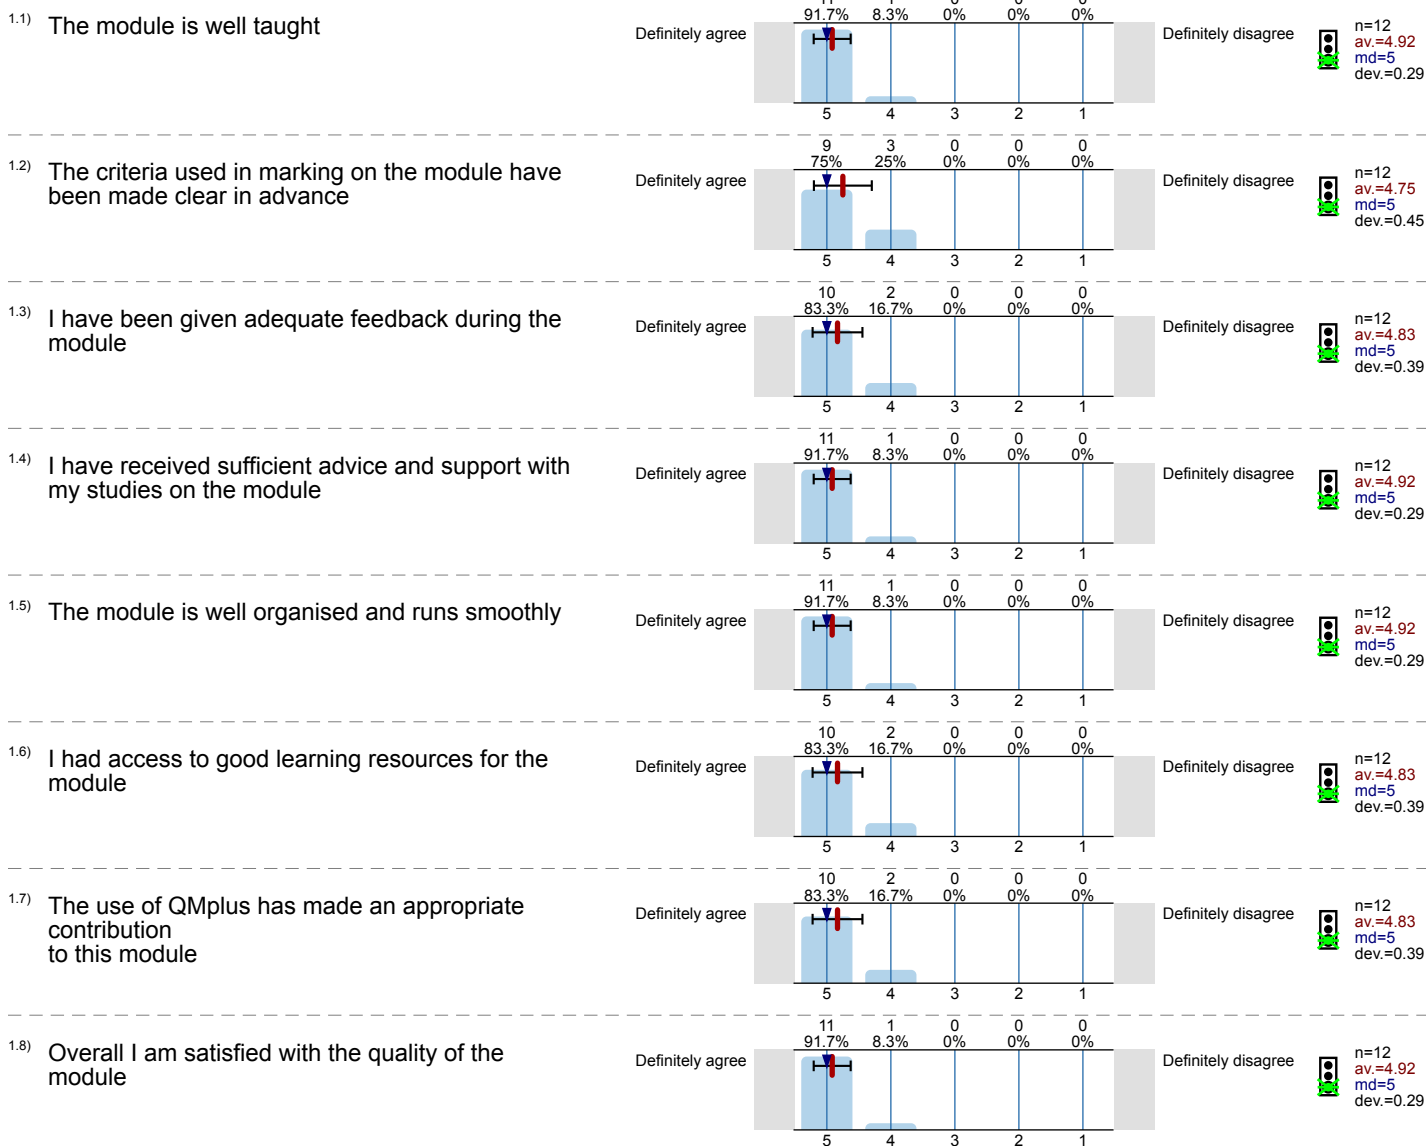 11 1 0 0 0
91.7% 8.3% 0% 0% 0%
1.1) The module is well taught
Definitely agree
Definitely disagree
n=12
av.=4.92
md=5
dev.=0.29
5 4 3 2 1
9 3 0 0 0
75% 25% 0% 0% 0%
1.2) The criteria used in marking on the module have
been made clear in advance
Definitely agree
Definitely disagree
n=12
av.=4.75
md=5
dev.=0.45
5 4 3 2 1
10 2 0 0 0
83.3% 16.7% 0% 0% 0%
1.3) I have been given adequate feedback during the
module
Definitely agree
Definitely disagree
n=12
av.=4.83
md=5
dev.=0.39
5 4 3 2 1
11 1 0 0 0
91.7% 8.3% 0% 0% 0%
1.4) I have received sufficient advice and support with
my studies on the module
Definitely agree
Definitely disagree
n=12
av.=4.92
md=5
dev.=0.29
5 4 3 2 1
11 1 0 0 0
91.7% 8.3% 0% 0% 0%
1.5) The module is well organised and runs smoothly
Definitely agree
Definitely disagree
n=12
av.=4.92
md=5
dev.=0.29
5 4 3 2 1
10 2 0 0 0
83.3% 16.7% 0% 0% 0%
1.6) I had access to good learning resources for the
module
Definitely agree
Definitely disagree
n=12
av.=4.83
md=5
dev.=0.39
5 4 3 2 1
10 2 0 0 0
83.3% 16.7% 0% 0% 0%
1.7) The use of QMplus has made an appropriate
contribution
to this module
Definitely agree
Definitely disagree
n=12
av.=4.83
md=5
dev.=0.39
5 4 3 2 1
11 1 0 0 0
91.7% 8.3% 0% 0% 0%
1.8) Overall I am satisfied with the quality of the
module
Definitely agree
Definitely disagree
n=12
av.=4.92
md=5
dev.=0.29
5 4 3 2 1